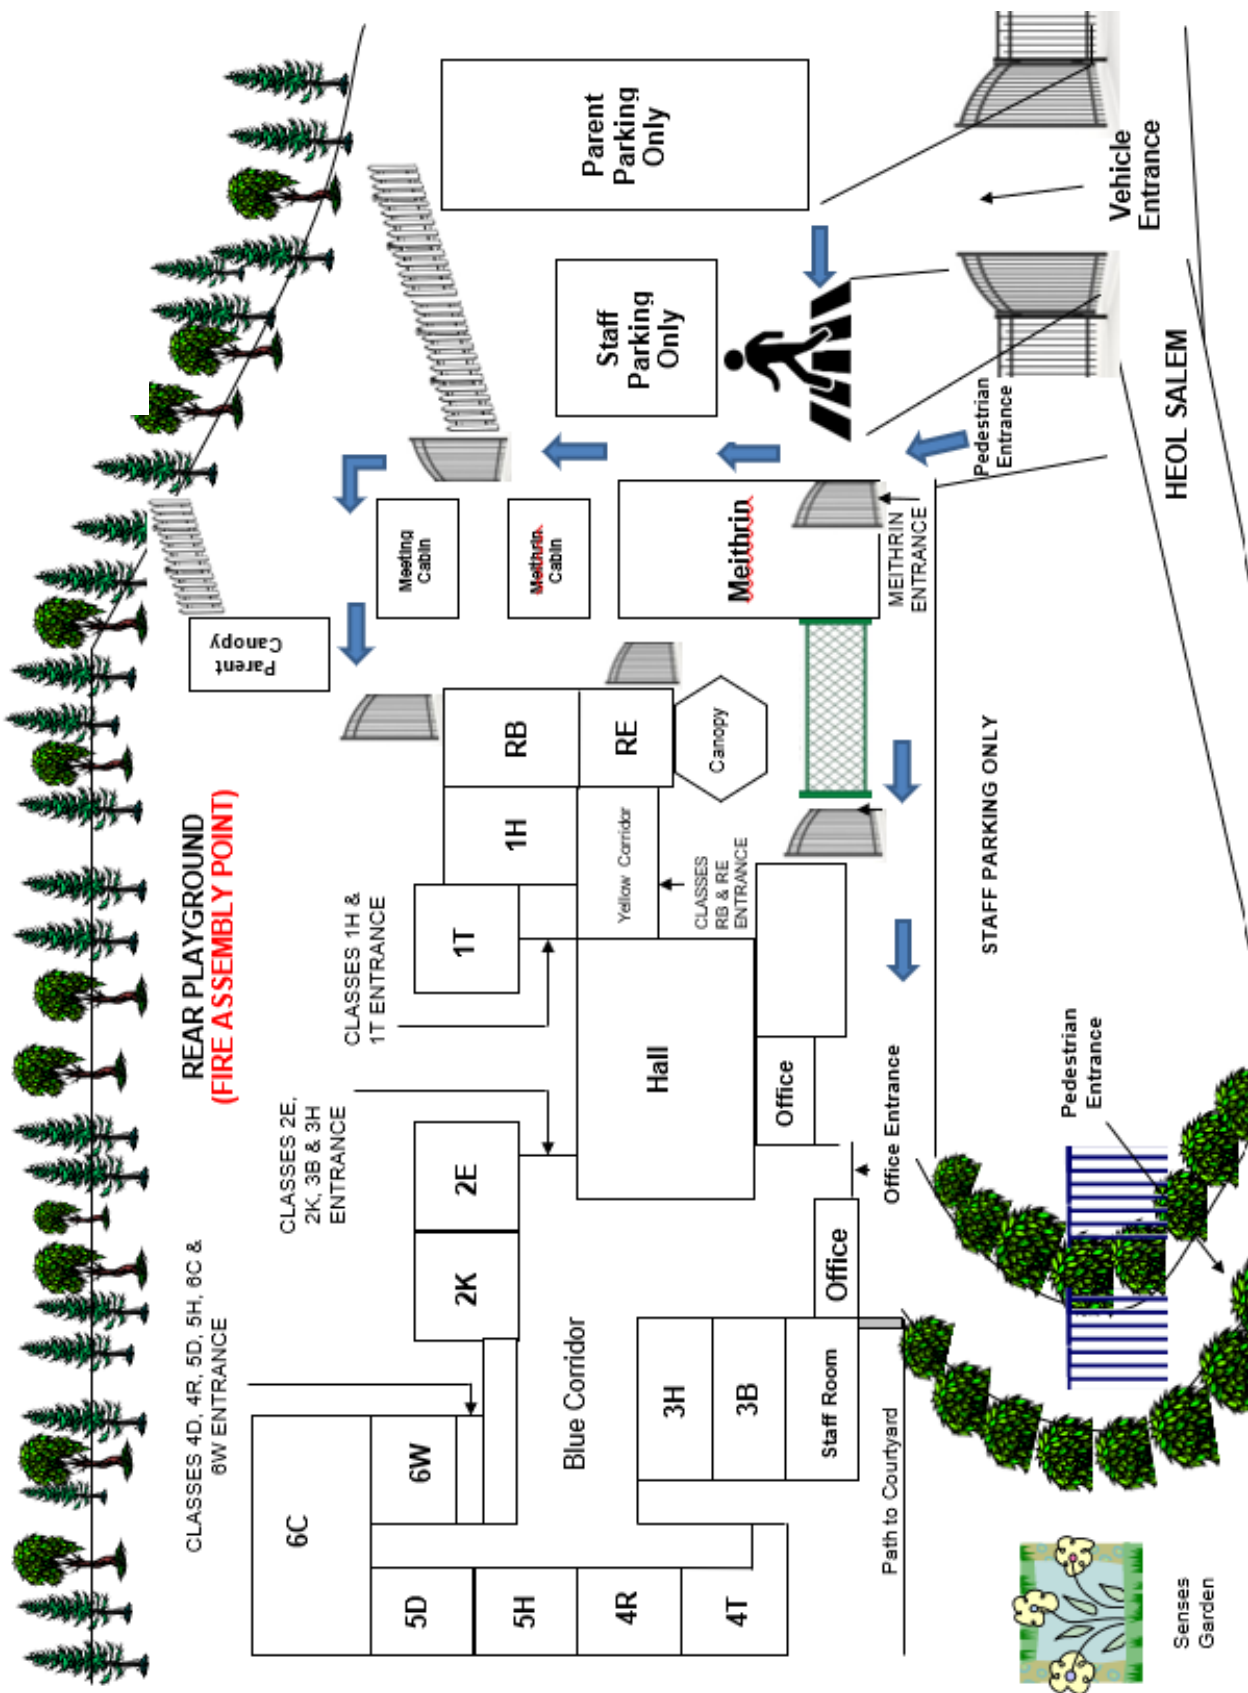 REAR PLAYGROUND
(FIRE ASSEMBLY POINT)
CLASSES 4D, 4R, 5D, 5H, 6C &
6W ENTRANCE
CLASSES 2E,
2K, 3B & 3H
ENTRANCE
CLASSES 1H &
1T ENTRANCE
Parent
Canopy
6C
6W
5D
5H
4R
4T
2K
2E
1T
1H
RB
RE
Meeting
Cabin
Meithrin
Cabin
Meithrin
Parent
Parking
Only
Staff
Parking
Only
Blue Corridor
3H
3B
Staff Room
Office
Hall
Office
Yellow Corridor
CLASSES
RB & RE
ENTRANCE
Canopy
Path to Courtyard
Office Entrance
MEITHRIN
ENTRANCE
Pedestrian
Entrance
Vehicle
Entrance
STAFF PARKING ONLY
Pedestrian
Entrance
HEOL SALEM
Senses
Garden